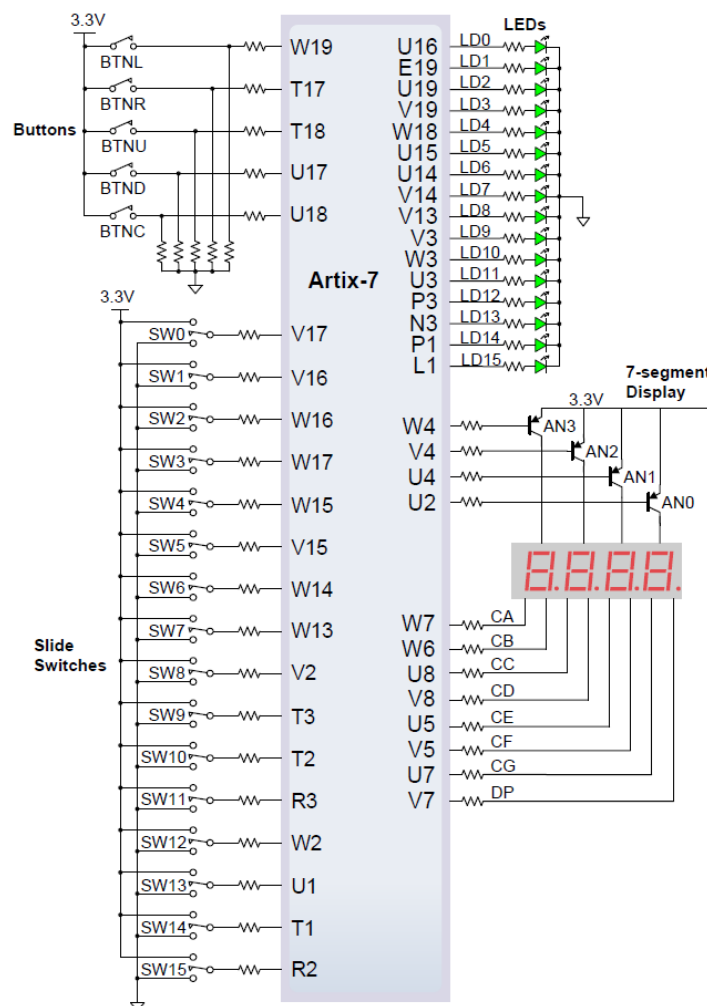 3.3V
BTNL
W19
BTNR
T17
Buttons
BTNU
T18
BTND
U17
BTNC
U18
Artix-7
LEDs
U16 LD0
E19 LD1
U19 LD2
V19 LD3
W18 LD4
U15 LD5
U14 LD6
V14 LD7
V13 LD8
V3 LD9
W3 LD10
U3 LD11
P3 LD12
N3 LD13
P1 LD14
L1 LD15
3.3V
SW0 V17
SW1 V16
SW2 W16
SW3 W17
SW4 W15
SW5 V15
SW6 W14
SW7 W13
Slide
Switches
SW8 V2
SW9 T3
SW10 T2
SW11 R3
SW12 W2
SW13 U1
SW14 T1
SW15 R2
7-segment
Display
3.3V
W4 AN3
V4 AN2
U4 AN1
U2 AN0
8.8.8.8.
W7 CA
W6 CB
U8 CC
V8 CD
U5 CE
V5 CF
U7 CG
V7 DP